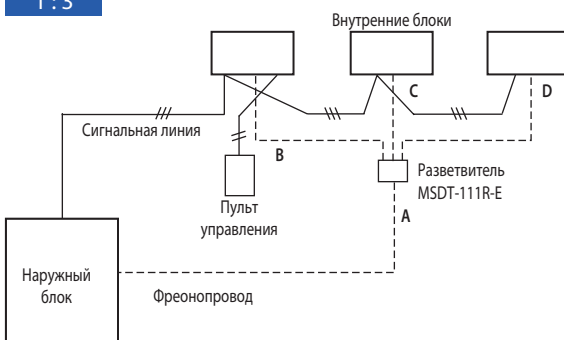 1 : 3
Внутренние блоки
C
D
Сигнальная линия
B
Разветвитель
MSDT-111R-E
Пульт
управления
A
Наружный
блок
Фреонопровод